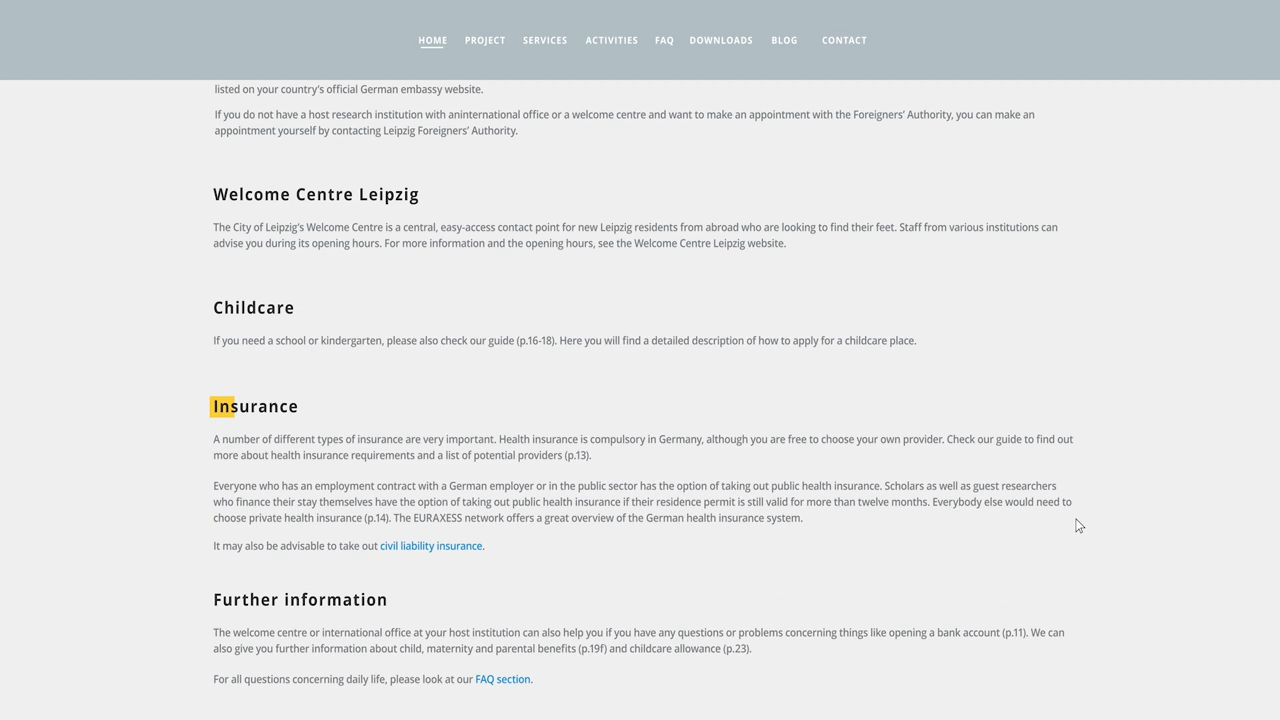 HOME PROJECT SERVICES ACTIVITIES FAQ DOWNLOADS BLOG CONTACT
listed on your country's official German embassy website.
If you do not have a host research institution with aninternational office or a welcome centre and want to make an appointment with the Foreigners' Authority, you can make an
appointment yourself by contacting Leipzig Foreigners' Authority.
Welcome Centre Leipzig
The City of Leipzig's Welcome Centre is a central, easy-access contact point for new Leipzig residents from abroad who are looking to find their feet. Staff from various institutions can
advise you during its opening hours. For more information and the opening hours, see the Welcome Centre Leipzig website.
Childcare
If you need a school or kindergarten, please also check our guide (p.16-18). Here you will find a detailed description of how to apply for a childcare place.
Insurance
A number of different types of insurance are very important. Health insurance is compulsory in Germany, although you are free to choose your own provider. Check our guide to find out
more about health insurance requirements and a list of potential providers (p.13).
Everyone who has an employment contract with a German employer or in the public sector has the option of taking out public health insurance. Scholars as well as guest researchers
who finance their stay themselves have the option of taking out public health insurance if their residence permit is still valid for more than twelve months. Everybody else would need to
choose private health insurance (p.14). The EURAXESS network offers a great overview of the German health insurance system.
It may also be advisable to take out civil liability insurance.
Further information
The welcome centre or international office at your host institution can also help you if you have any questions or problems concerning things like opening a bank account (p.11). We can
also give you further information about child, maternity and parental benefits (p.19f) and childcare allowance (p.23).
For all questions concerning daily life, please look at our FAQ section.